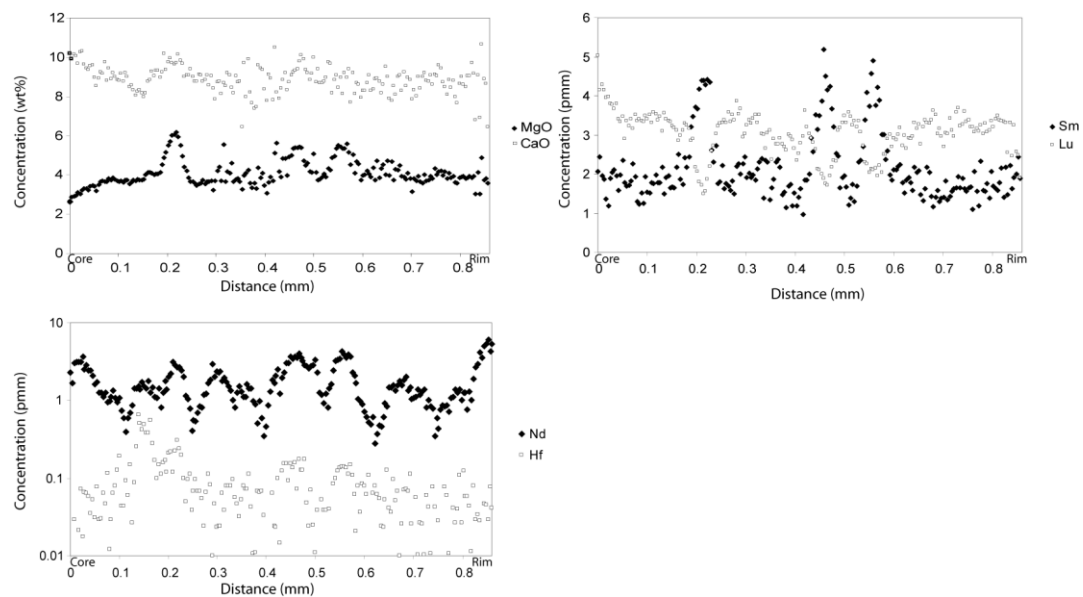 12
10
8
6
4
2
0
Concentration (wt%)
Core
Rim
0 0.1 0.2 0.3 0.4 0.5 0.6 0.7 0.8
Distance (mm)
MgO
CaO
6
5
4
3
2
1
0
Concentration (pmm)
Core
Rim
0 0.1 0.2 0.3 0.4 0.5 0.6 0.7 0.8
Distance (mm)
Sm
Lu
10
1
0.1
0.01
Concentration (pmm)
Core
Rim
0 0.1 0.2 0.3 0.4 0.5 0.6 0.7 0.8
Distance (mm)
Nd
Hf